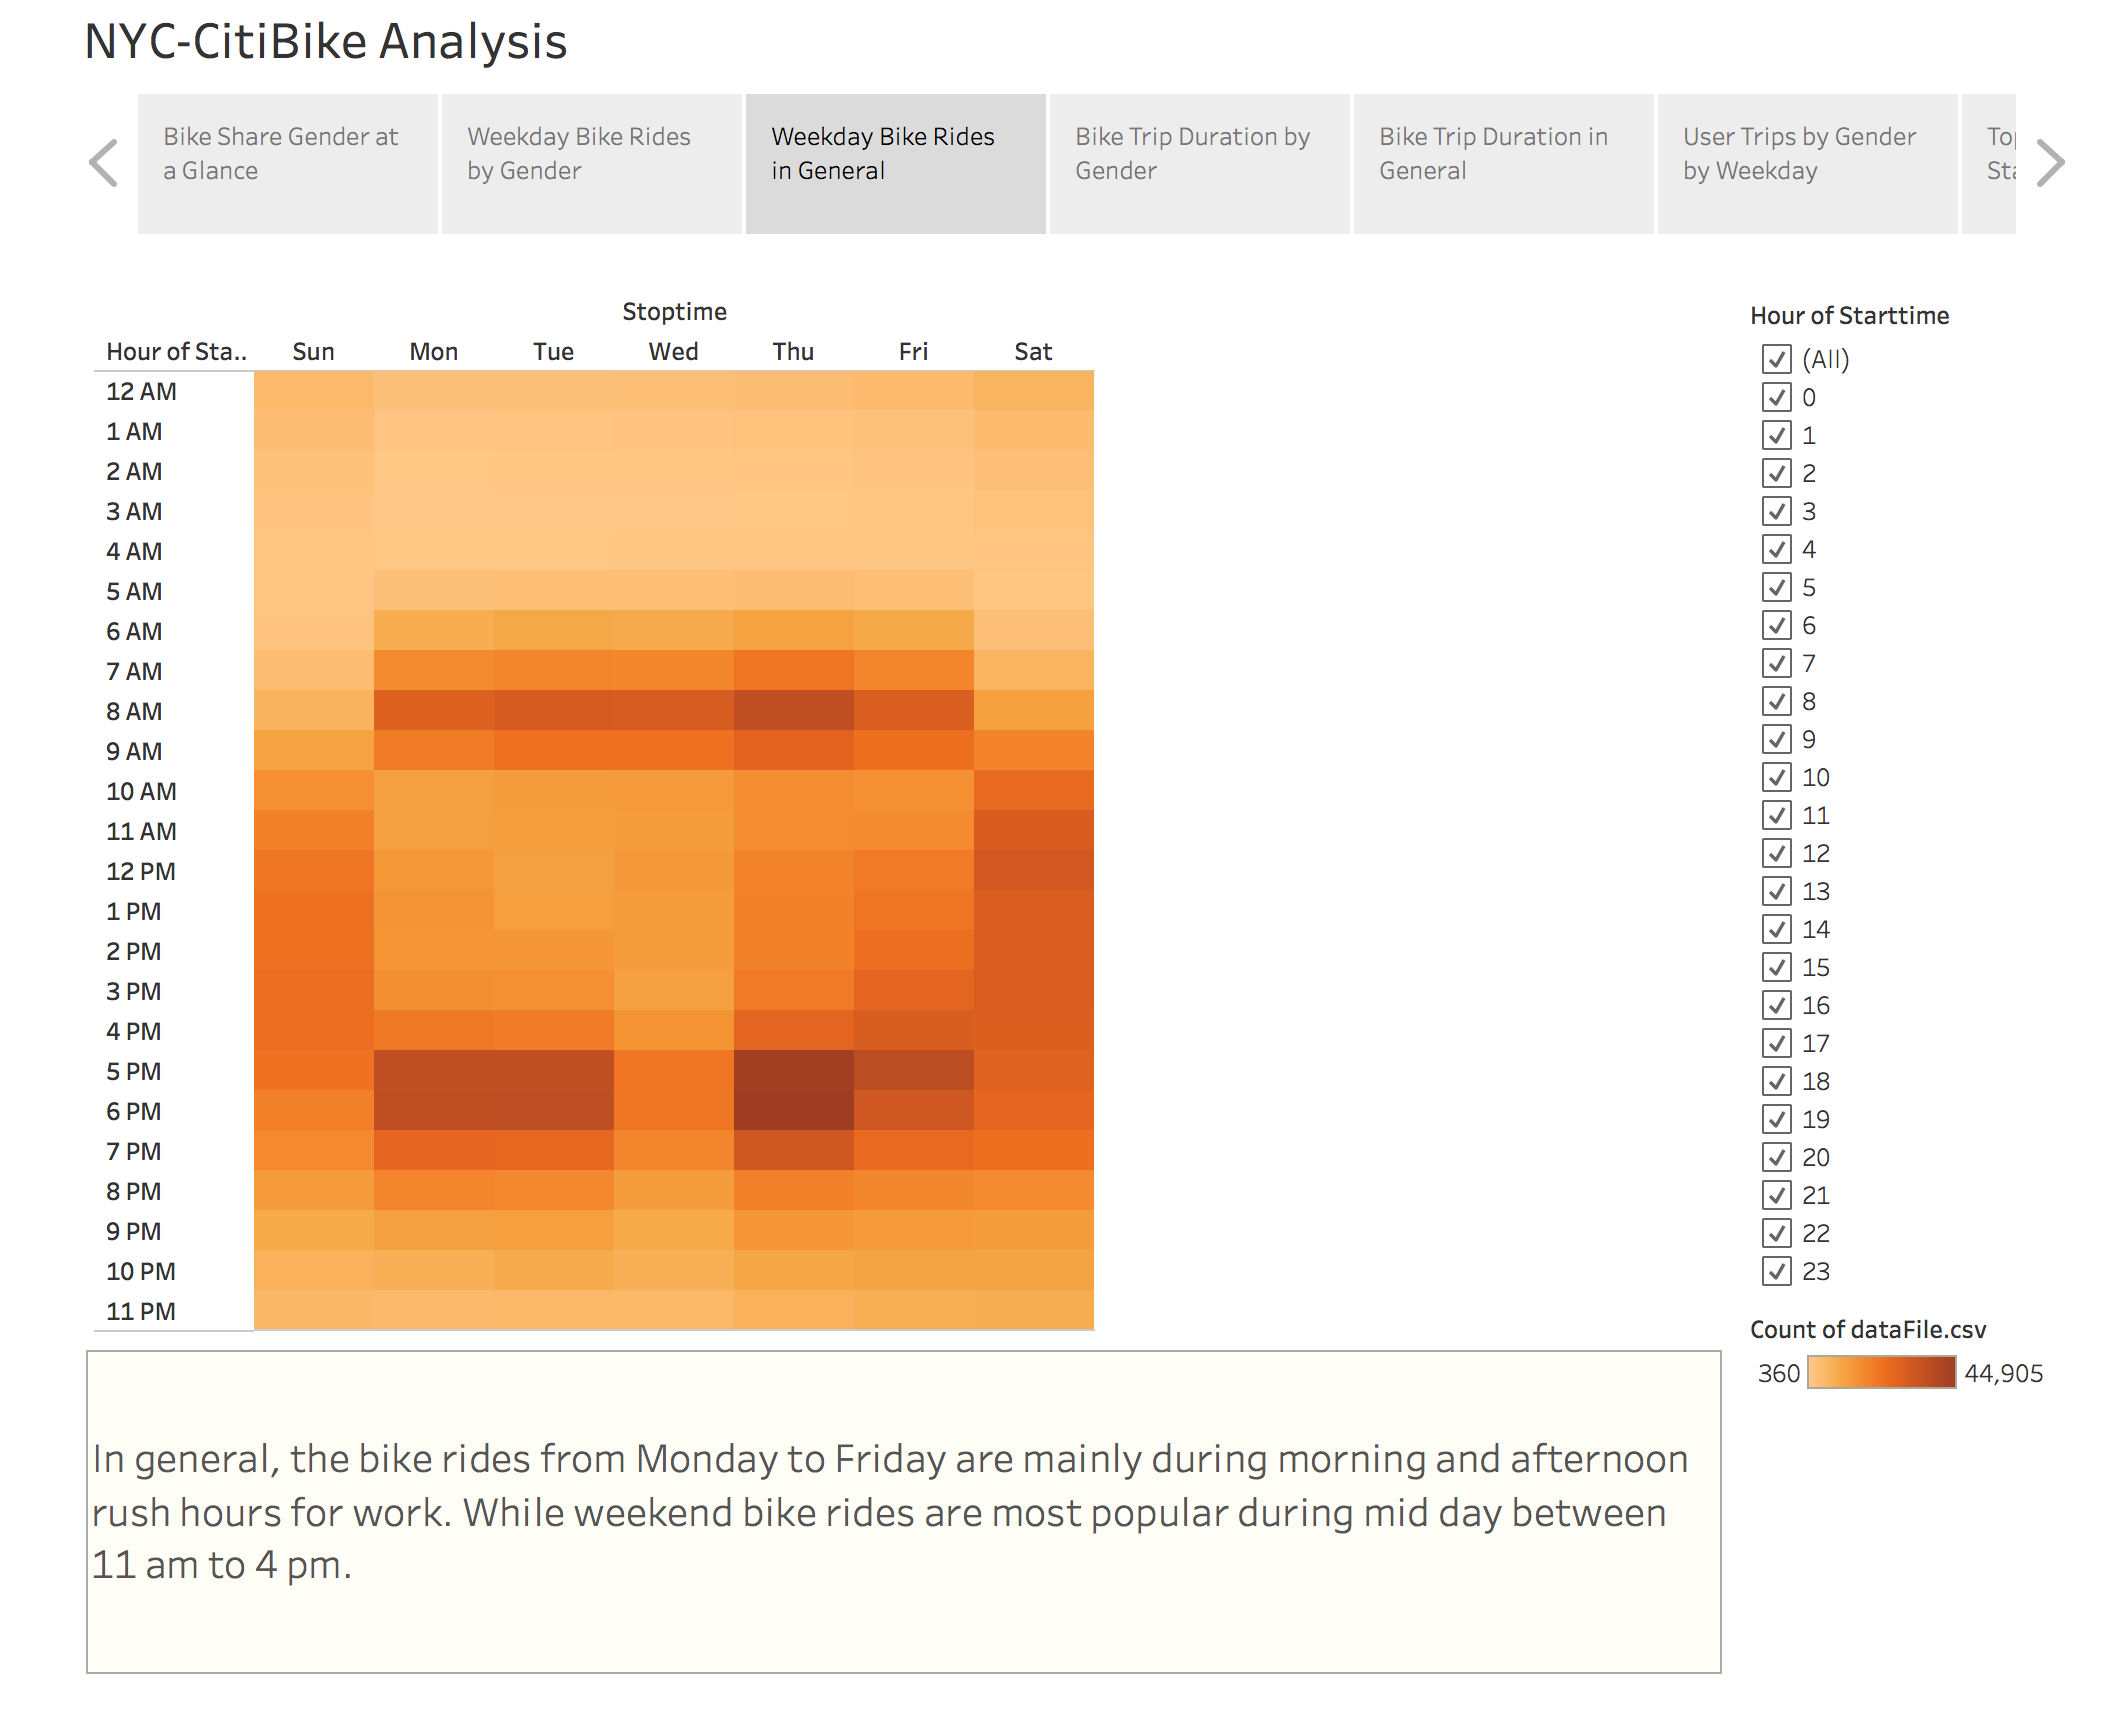 NYC-CitiBike Analysis
Bike Share Gender at
a Glance
Weekday Bike Rides
by Gender
Weekday Bike Rides
in General
Bike Trip Duration by
Gender
Bike Trip Duration in
General
User Trips by Gender
by Weekday
Stoptime
Hour of Sta..
Sun
Mon
Tue
Wed
Thu
Fri
Sat
12 AM
1 AM
2 AM
3 AM
4 AM
5 AM
6 AM
7 AM
8 AM
9 AM
10 AM
11 AM
12 PM
1 PM
2 PM
3 PM
4 PM
5 PM
6 PM
7 PM
8 PM
9 PM
10 PM
11 PM
Hour of Starttime
(All)
0
1
2
3
4
5
6
7
8
9
10
11
12
13
14
15
16
17
18
19
20
21
22
23
Count of dataFile.csv
360
44,905
In general, the bike rides from Monday to Friday are mainly during morning and afternoon
rush hours for work. While weekend bike rides are most popular during mid day between
11 am to 4 pm.